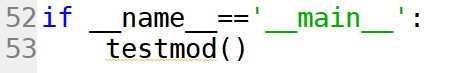 52 if __name__=='__main__':
53     testmod()